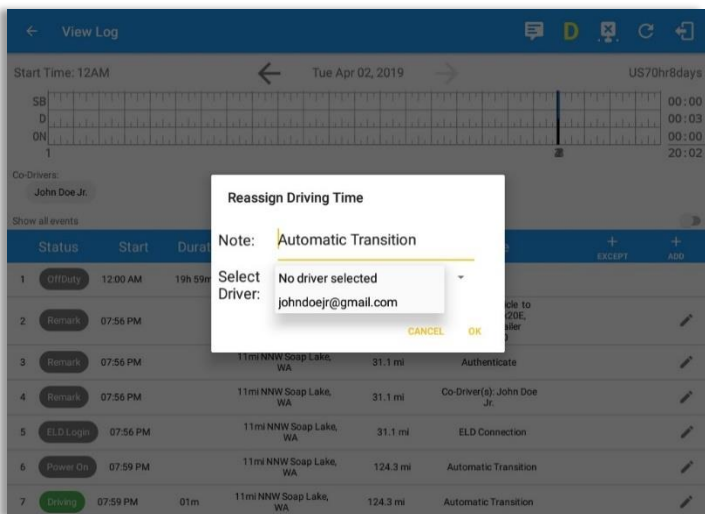 View Log
D
Start Time: 12AM
Tue Apr 02, 2019
US70hr8days
SB
00:00
D
00:03
ON
00:00
1
20:02
Co-Drivers:
John Doe Jr.
Show all events
Reassign Driving Time
Note: Automatic Transition
Select Driver:
No driver selected
johndoejr@gmail.com
CANCEL OK
Status Start
+ EXCEPT
+ ADD
1 OffDuty 12:00 AM 19h 59m
2 Remark 07:56 PM
3 Remark 07:56 PM 11mi NNW Soap Lake, WA 31.1 mi Authenticate
4 Remark 07:56 PM 11mi NNW Soap Lake, WA 31.1 mi Co-Driver(s): John Doe Jr.
5 ELD Login 07:56 PM 11mi NNW Soap Lake, WA 31.1 mi ELD Connection
6 Power On 07:59 PM 11mi NNW Soap Lake, WA 124.3 mi Automatic Transition
7 Driving 07:59 PM 01m 11mi NNW Soap Lake, WA 124.3 mi Automatic Transition